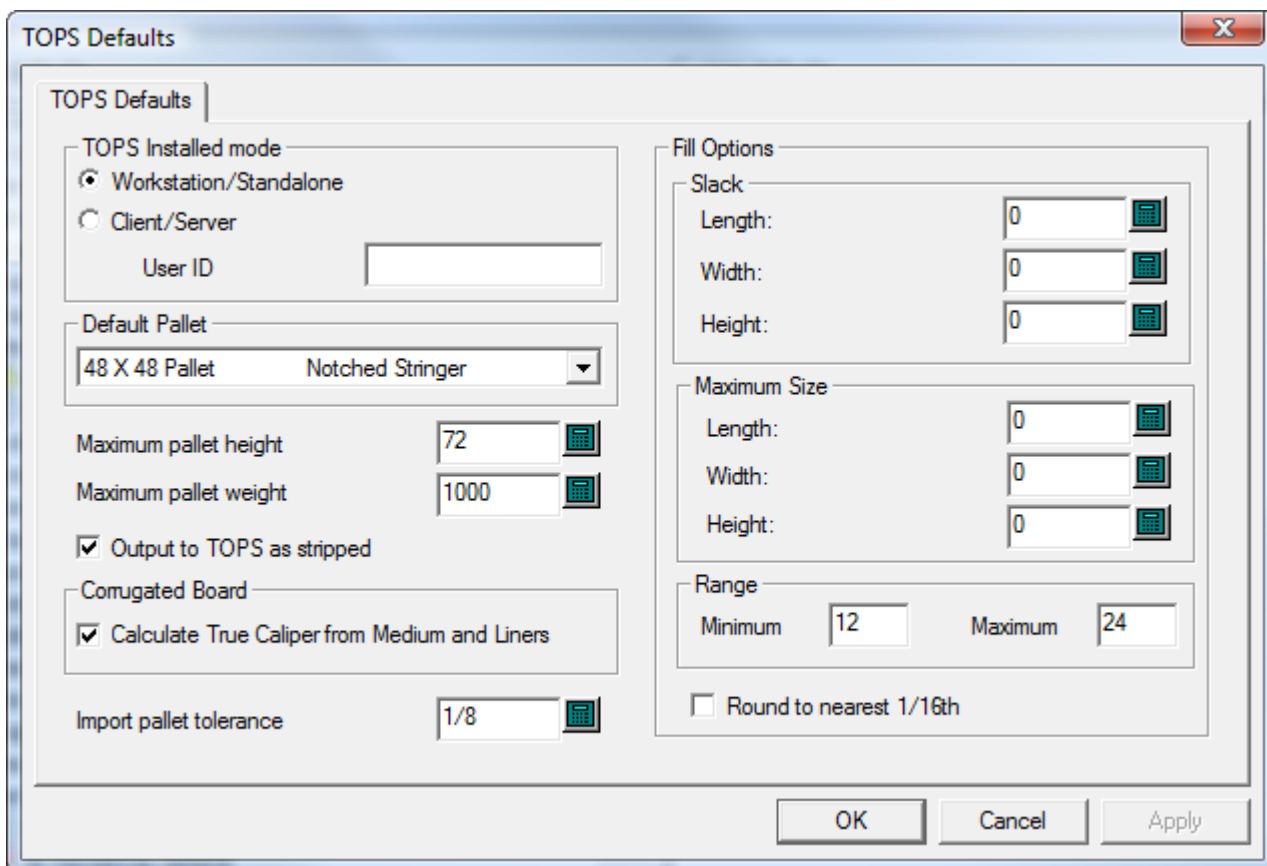 TOPS Defaults
TOPS Defaults
TOPS Installed mode
Workstation/Standalone
Client/Server
User ID
Default Pallet
48 X 48 Pallet Notched Stringer
Maximum pallet height 72
Maximum pallet weight 1000
Output to TOPS as stripped
Corrugated Board
Calculate True Caliper from Medium and Liners
Import pallet tolerance 1/8
Fill Options
Slack
Length: 0
Width: 0
Height: 0
Maximum Size
Length: 0
Width: 0
Height: 0
Range
Minimum 12 Maximum 24
Round to nearest 1/16th
OK Cancel Apply